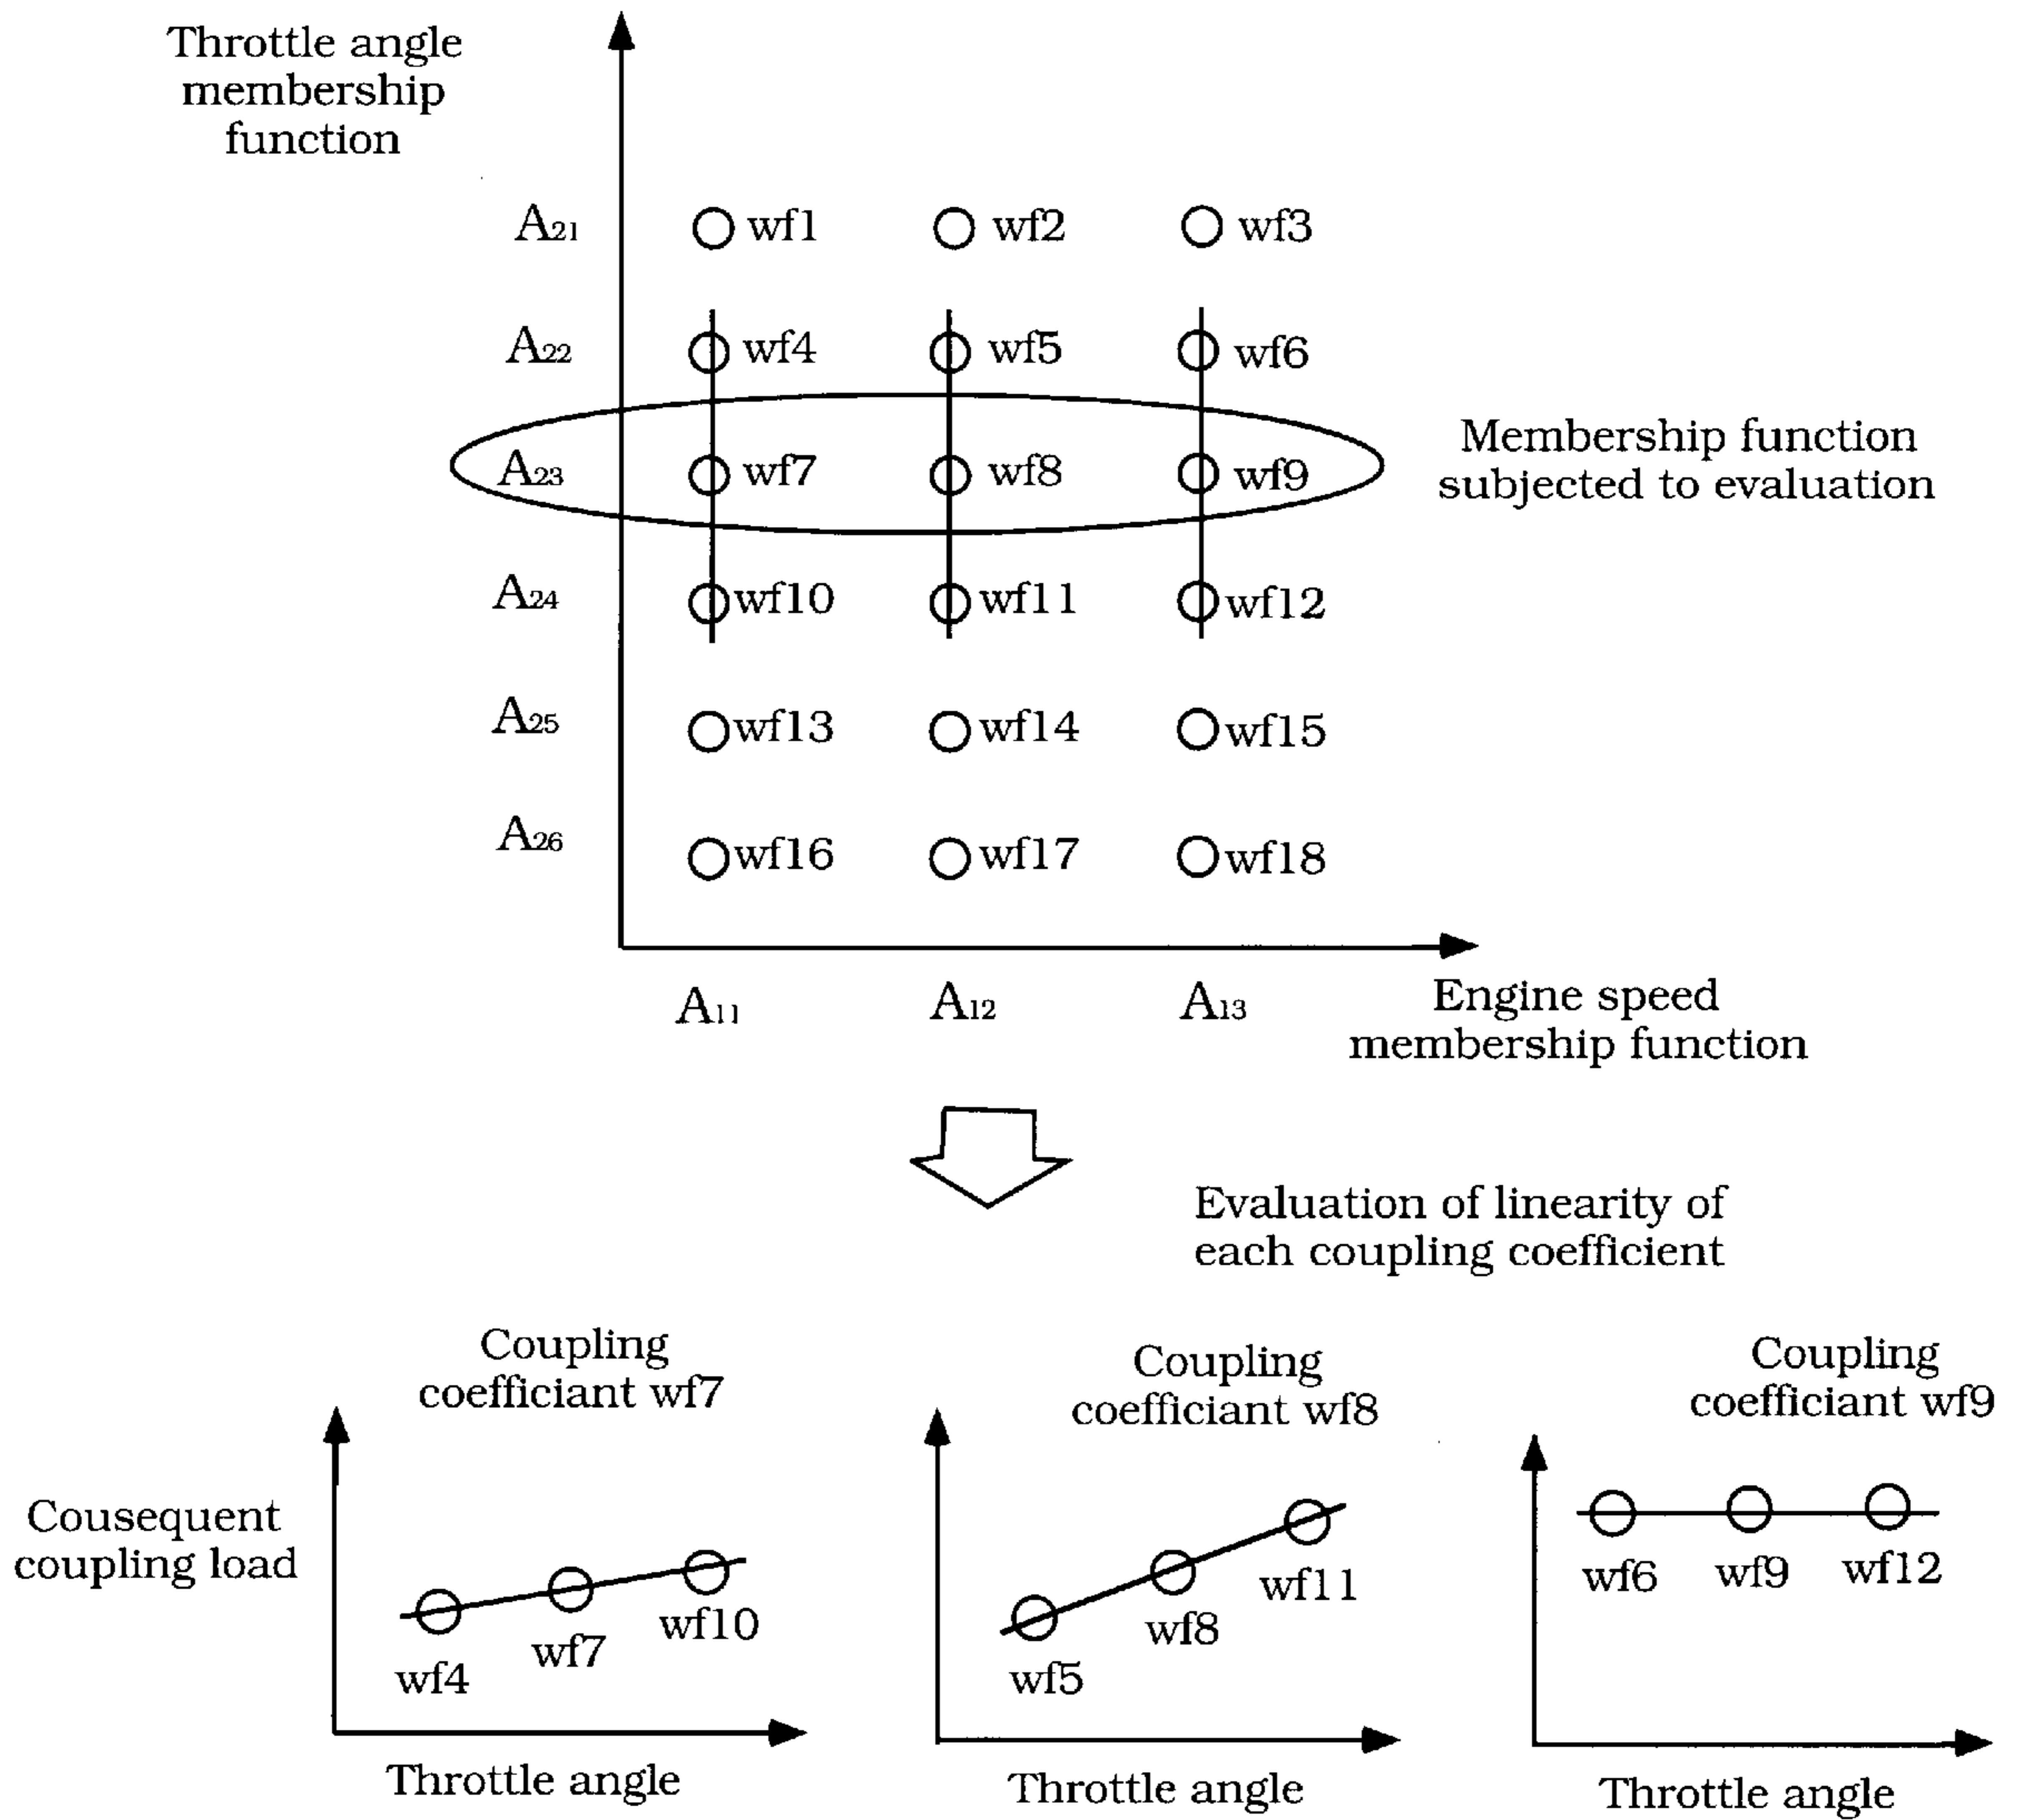 Throttle angle
membership
function
A21 wf1 wf2 wf3
A22 wf4 wf5 wf6
A23 wf7 wf8 wf9
Membership function
subjected to evaluation
A24 wf10 wf11 wf12
A25 wf13 wf14 wf15
A26 wf16 wf17 wf18
A11 A12 A13
Engine speed
membership function
Evaluation of linearity of
each coupling coefficient
Coupling
coefficiant wf7
Cousequent
coupling load
wf4 wf7 wf10
Throttle angle
Coupling
coefficiant wf8
wf5 wf8 wf11
Throttle angle
Coupling
coefficiant wf9
wf6 wf9 wf12
Throttle angle